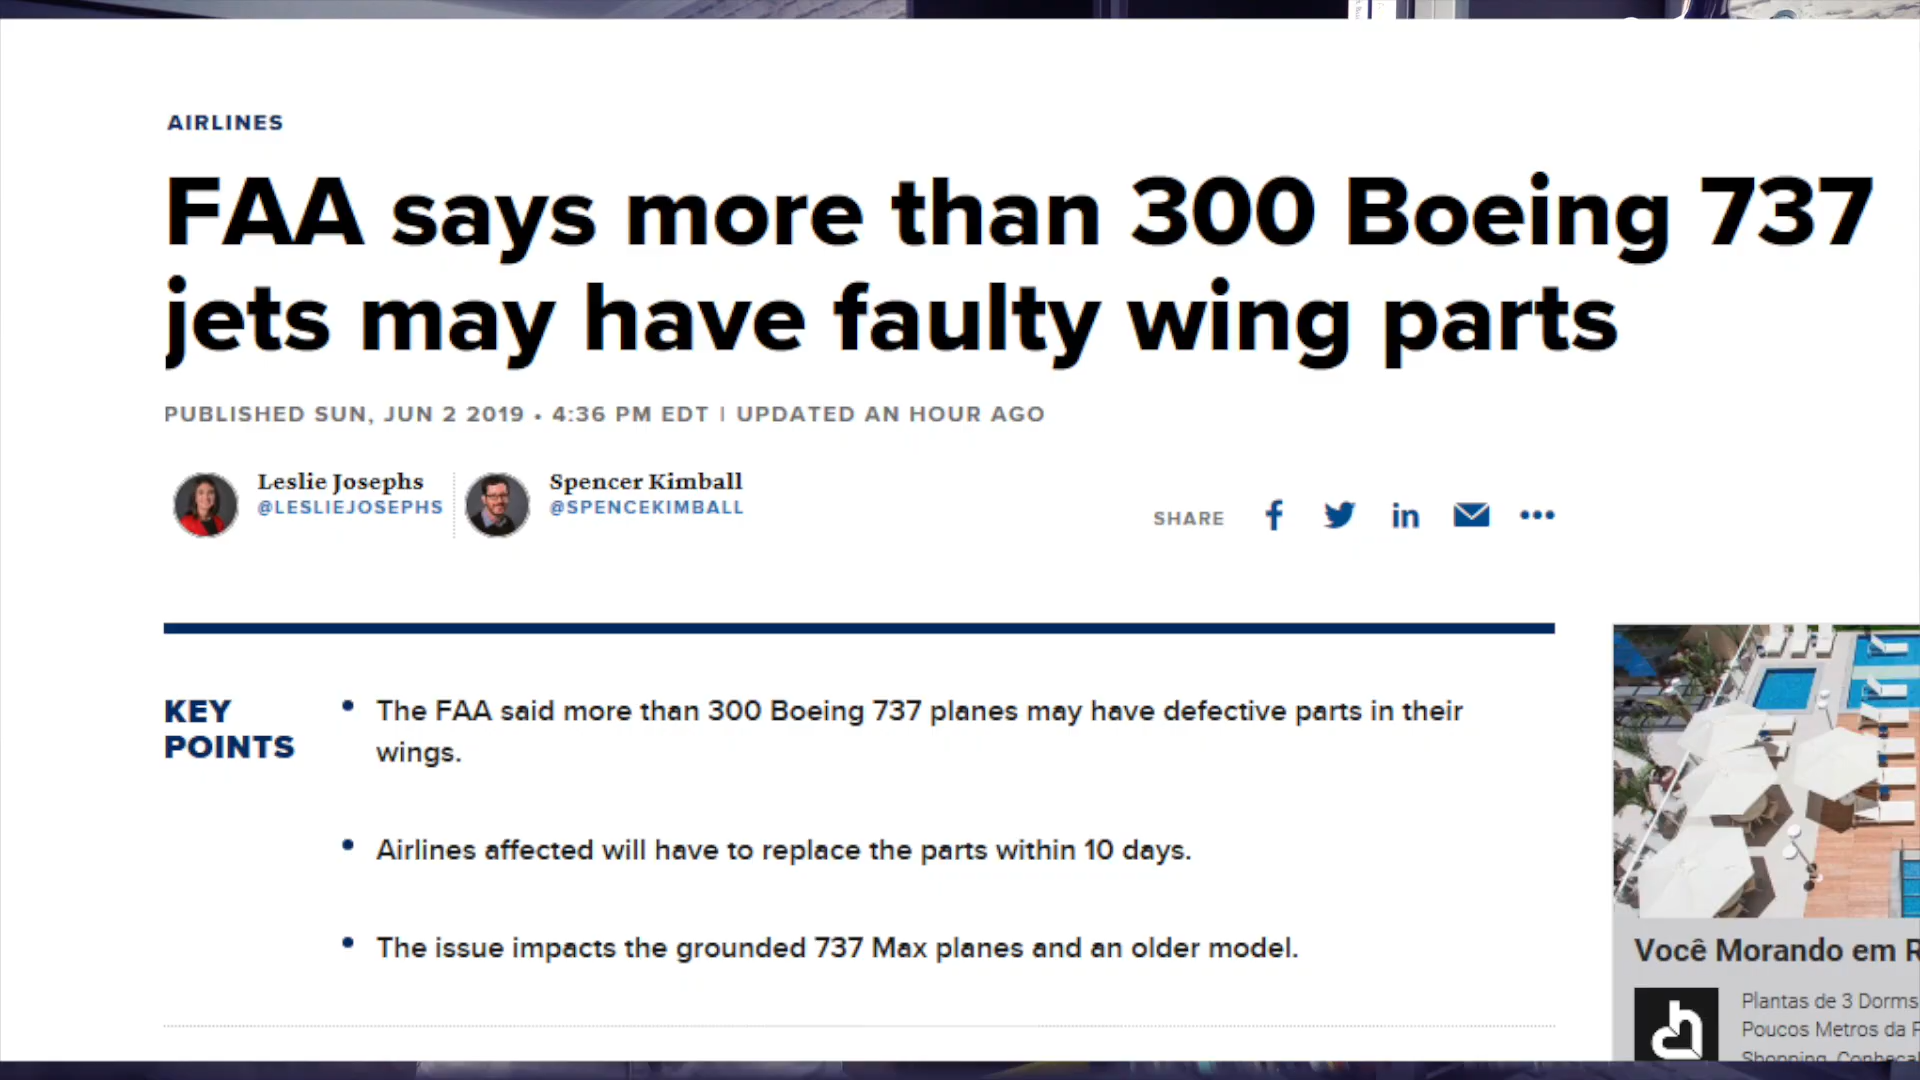 AIRLINES
FAA says more than 300 Boeing 737
jets may have faulty wing parts
PUBLISHED SUN, JUN 2 2019 • 4:36 PM EDT | UPDATED AN HOUR AGO
Leslie Josephs
@LESLIEJOSEPHS
Spencer Kimball
@SPENCEKIMBALL
SHARE
KEY
POINTS
• The FAA said more than 300 Boeing 737 planes may have defective parts in their
wings.
• Airlines affected will have to replace the parts within 10 days.
• The issue impacts the grounded 737 Max planes and an older model.
Você Morando em R
Plantas de 3 Dorms
Poucos Metros da
Shopping.